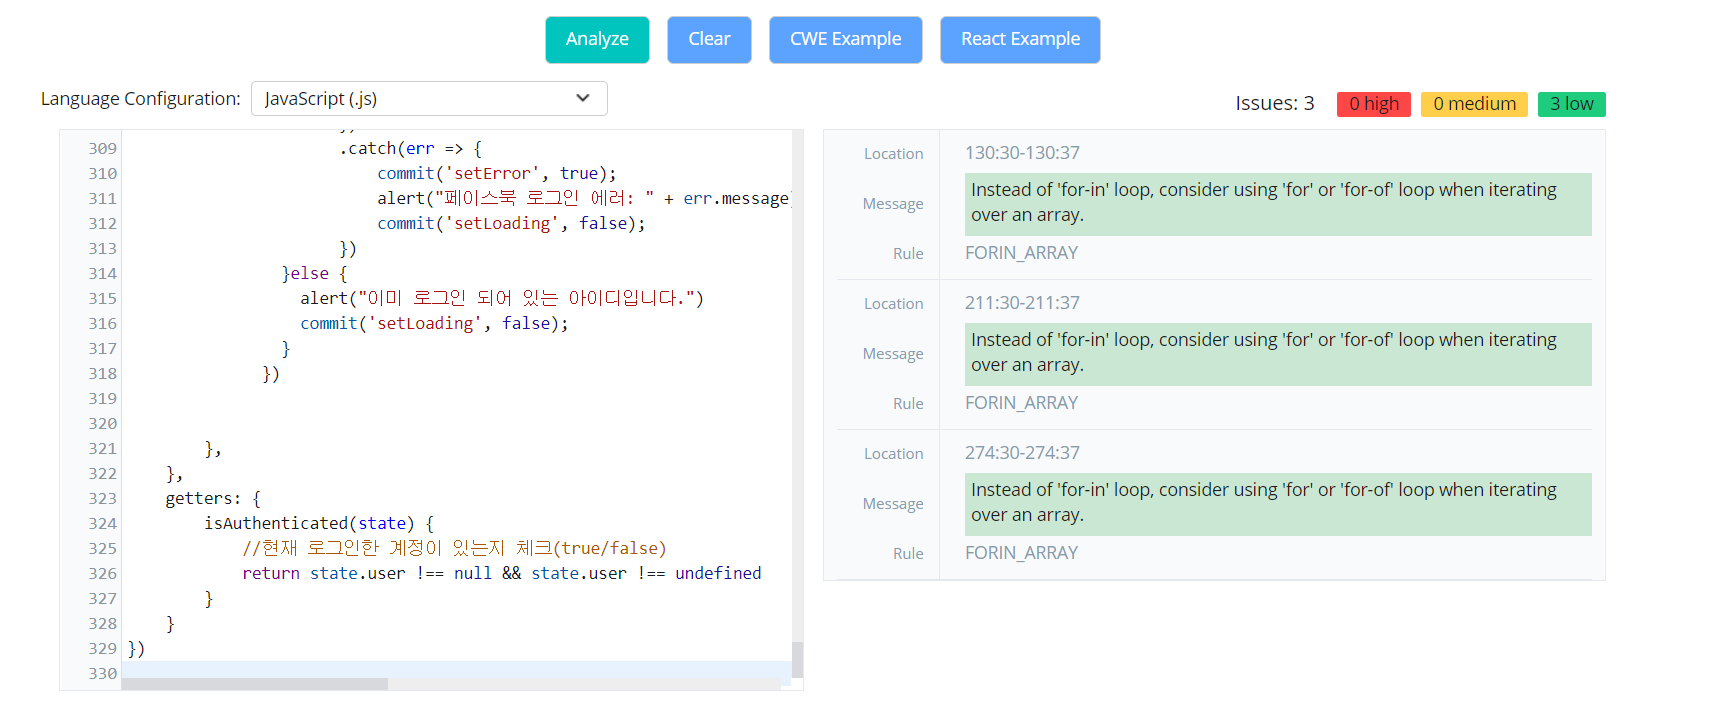 Analyze Clear CWE Example React Example
Language Configuration: JavaScript (.js)
Issues: 3 0 high 0 medium 3 low
309 .catch(err => {
310 commit('setError', true);
311 alert("페이스북 로그인 에러: " + err.message)
312 commit('setLoading', false);
313 })
314 }else {
315 alert("이미 로그인 되어 있는 아이디입니다.")
316 commit('setLoading', false);
317 }
318 })
319
320
321 },
322 },
323 getters: {
324 isAuthenticated(state) {
325 //현재 로그인한 계정이 있는지 체크(true/false)
326 return state.user !== null && state.user !== undefined
327 }
328 }
329 })
330
Location 130:30-130:37
Message Instead of 'for-in' loop, consider using 'for' or 'for-of' loop when iterating
over an array.
Rule FORIN_ARRAY
Location 211:30-211:37
Message Instead of 'for-in' loop, consider using 'for' or 'for-of' loop when iterating
over an array.
Rule FORIN_ARRAY
Location 274:30-274:37
Message Instead of 'for-in' loop, consider using 'for' or 'for-of' loop when iterating
over an array.
Rule FORIN_ARRAY